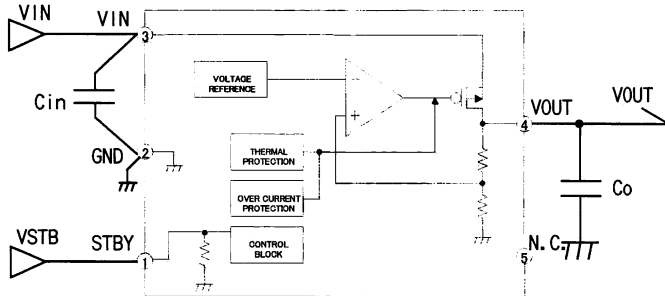 VIN
VIN
3
VOLTAGE
REFERENCE
−
+
Cin
VOUT
VOUT
4
GND
2
THERMAL
PROTECTION
OVER CURRENT
PROTECTION
Co
VSTB
STBY
1
CONTROL
BLOCK
N.C.
5